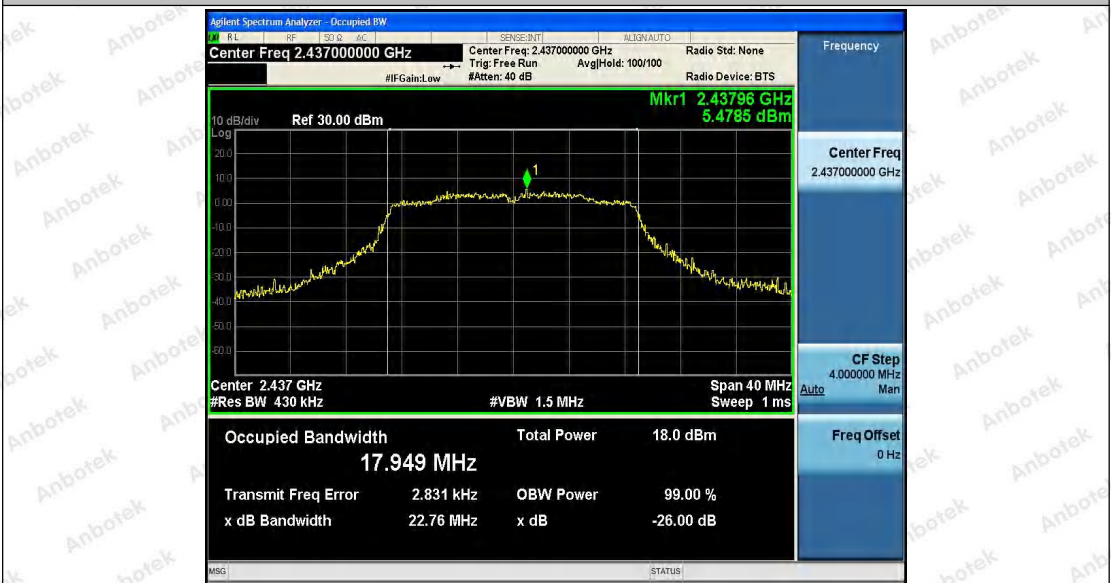 Agilent Spectrum Analyzer - Occupied BW
RL RF 50 Ω AC SENSE:INT ALIGNAUTO
Center Freq 2.437000000 GHz
Center Freq: 2.437000000 GHz Radio Std: None
Trig: Free Run Avg|Hold: 100/100
#IFGain:Low #Atten: 40 dB Radio Device: BTS
Mkr1 2.43796 GHz
5.4785 dBm
10 dB/div Ref 30.00 dBm
Log
20.0
10.0
0.00
-10.0
-20.0
-30.0
-40.0
-50.0
-60.0
1
Center 2.437 GHz Span 40 MHz
#Res BW 430 kHz #VBW 1.5 MHz Sweep 1 ms
Occupied Bandwidth Total Power 18.0 dBm
17.949 MHz
Transmit Freq Error 2.831 kHz OBW Power 99.00 %
x dB Bandwidth 22.76 MHz x dB -26.00 dB
MSG STATUS
Frequency
Center Freq
2.437000000 GHz
CF Step
4.000000 MHz
Auto Man
Freq Offset
0 Hz
Anbotek